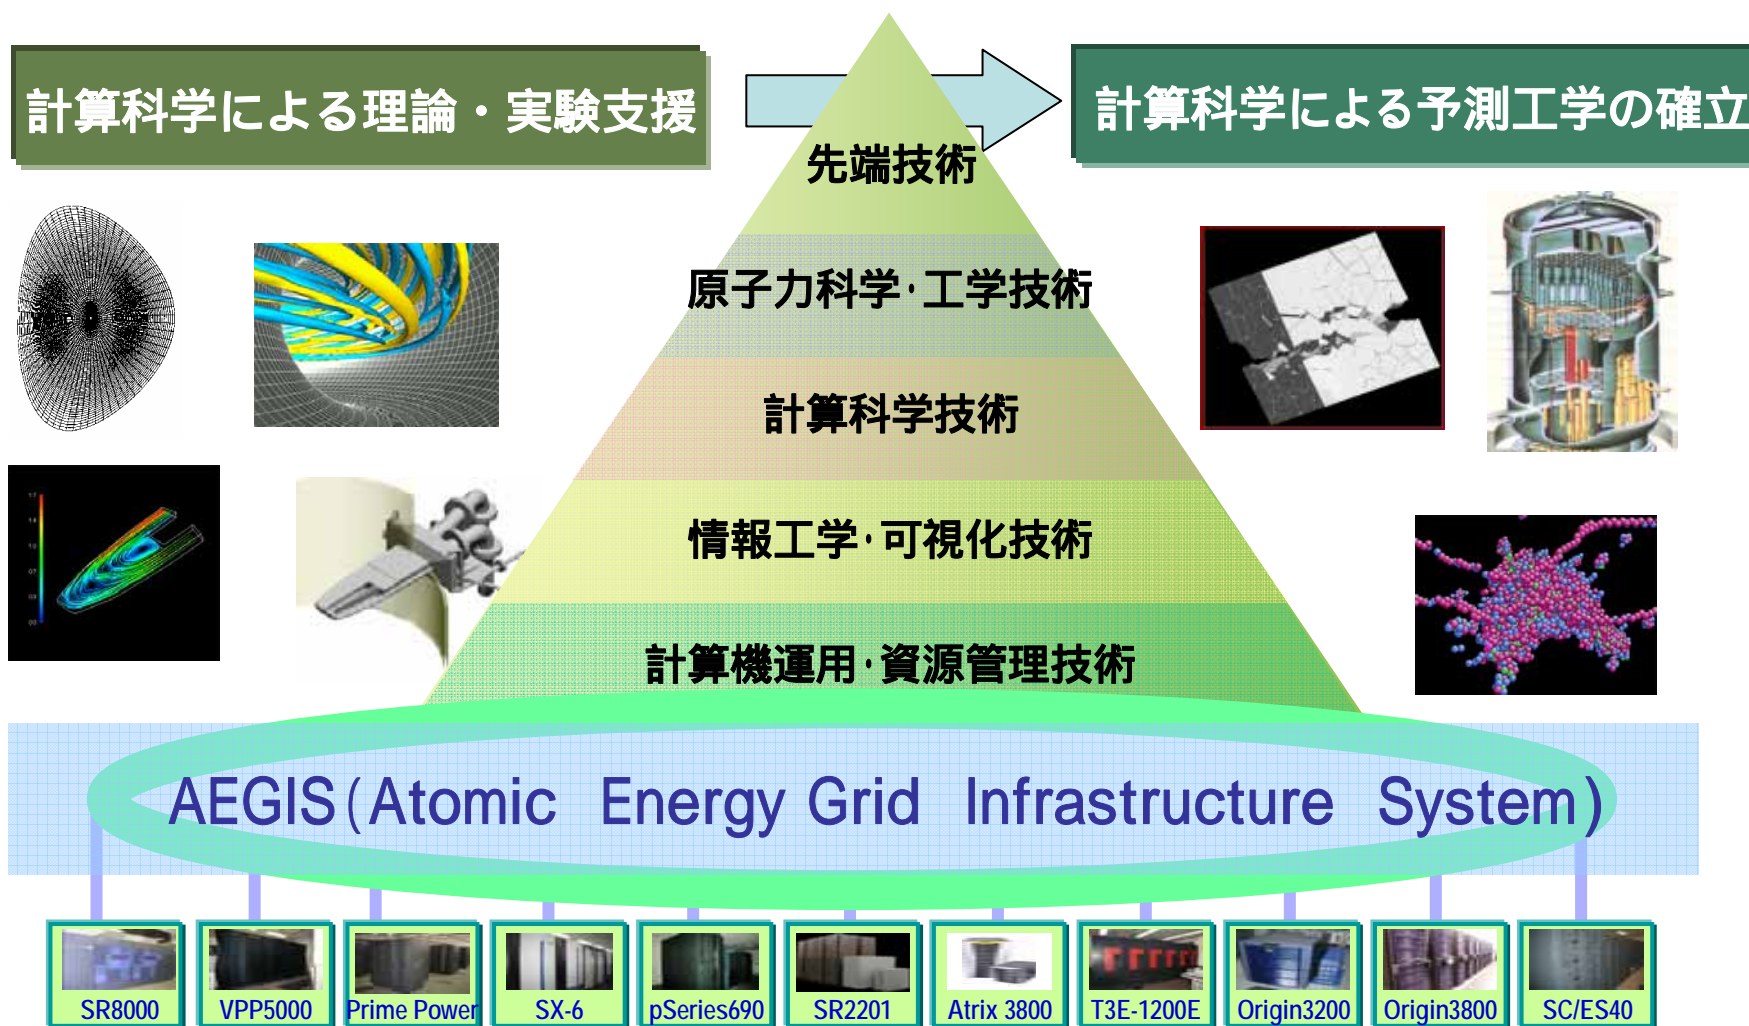 計算科学による理論・実験支援
計算科学による予測工学の確立
先端技術
原子力科学・工学技術
計算科学技術
情報工学・可視化技術
計算機運用・資源管理技術
AEGIS(Atomic Energy Grid Infrastructure System)
SR8000
VPP5000
Prime Power
SX-6
pSeries690
SR2201
Atrix 3800
T3E-1200E
Origin3200
Origin3800
SC/ES40